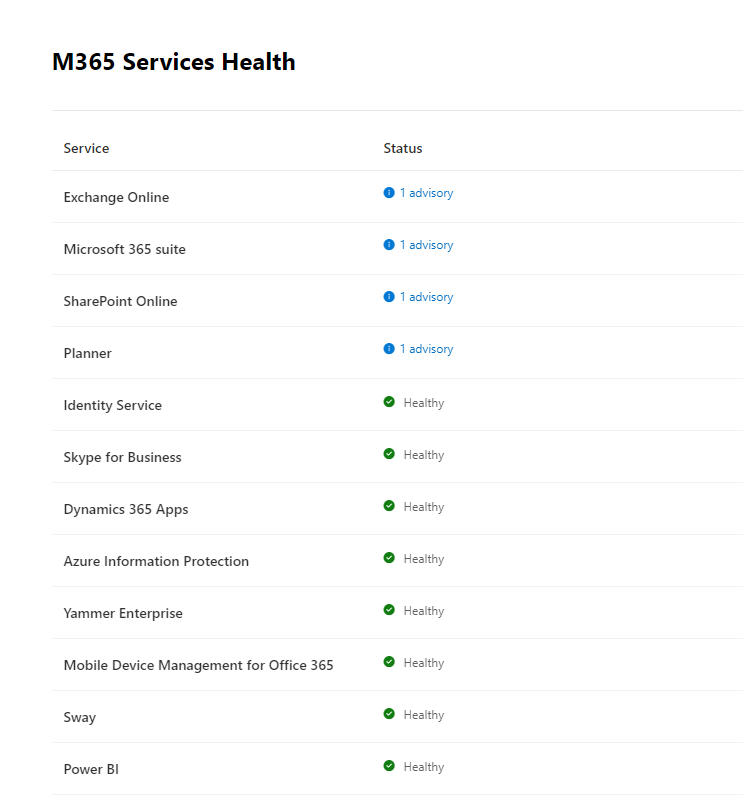 M365 Services Health
Service Status
Exchange Online 1 advisory
Microsoft 365 suite 1 advisory
SharePoint Online 1 advisory
Planner 1 advisory
Identity Service Healthy
Skype for Business Healthy
Dynamics 365 Apps Healthy
Azure Information Protection Healthy
Yammer Enterprise Healthy
Mobile Device Management for Office 365 Healthy
Sway Healthy
Power BI Healthy